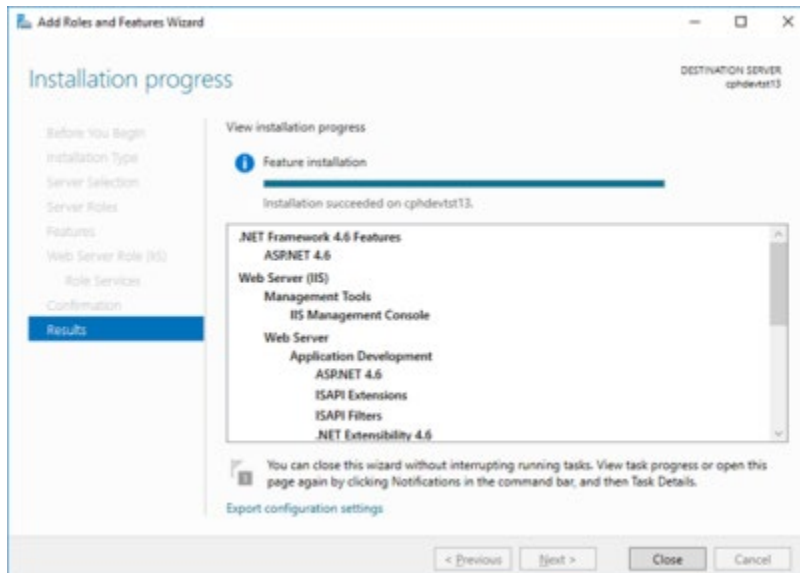 Add Roles and Features Wizard
Installation progress
DESTINATION SERVER
cphdevtst13
Before You Begin
Installation Type
Server Selection
Server Roles
Features
Web Server Role (IIS)
Role Services
Confirmation
Results
View installation progress
Feature installation
Installation succeeded on cphdevtst13.
.NET Framework 4.6 Features
ASP.NET 4.6
Web Server (IIS)
Management Tools
IIS Management Console
Web Server
Application Development
ASP.NET 4.6
ISAPI Extensions
ISAPI Filters
.NET Extensibility 4.6
You can close this wizard without interrupting running tasks. View task progress or open this
page again by clicking Notifications in the command bar, and then Task Details.
Export configuration settings
< Previous
Next >
Close
Cancel